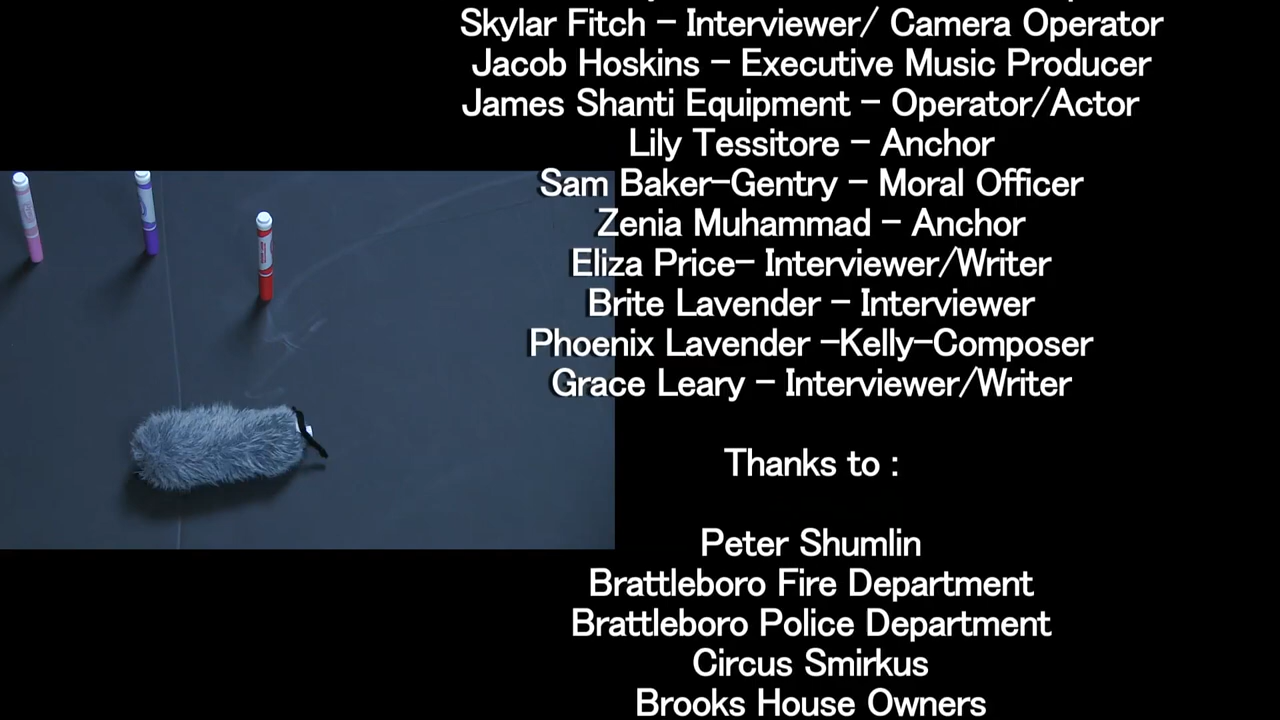 Skylar Fitch - Interviewer/ Camera Operator
Jacob Hoskins - Executive Music Producer
James Shanti Equipment - Operator/Actor
Lily Tessitore - Anchor
Sam Baker-Gentry - Moral Officer
Zenia Muhammad - Anchor
Eliza Price- Interviewer/Writer
Brite Lavender - Interviewer
Phoenix Lavender -Kelly-Composer
Grace Leary - Interviewer/Writer
Thanks to :
Peter Shumlin
Brattleboro Fire Department
Brattleboro Police Department
Circus Smirkus
Brooks House Owners